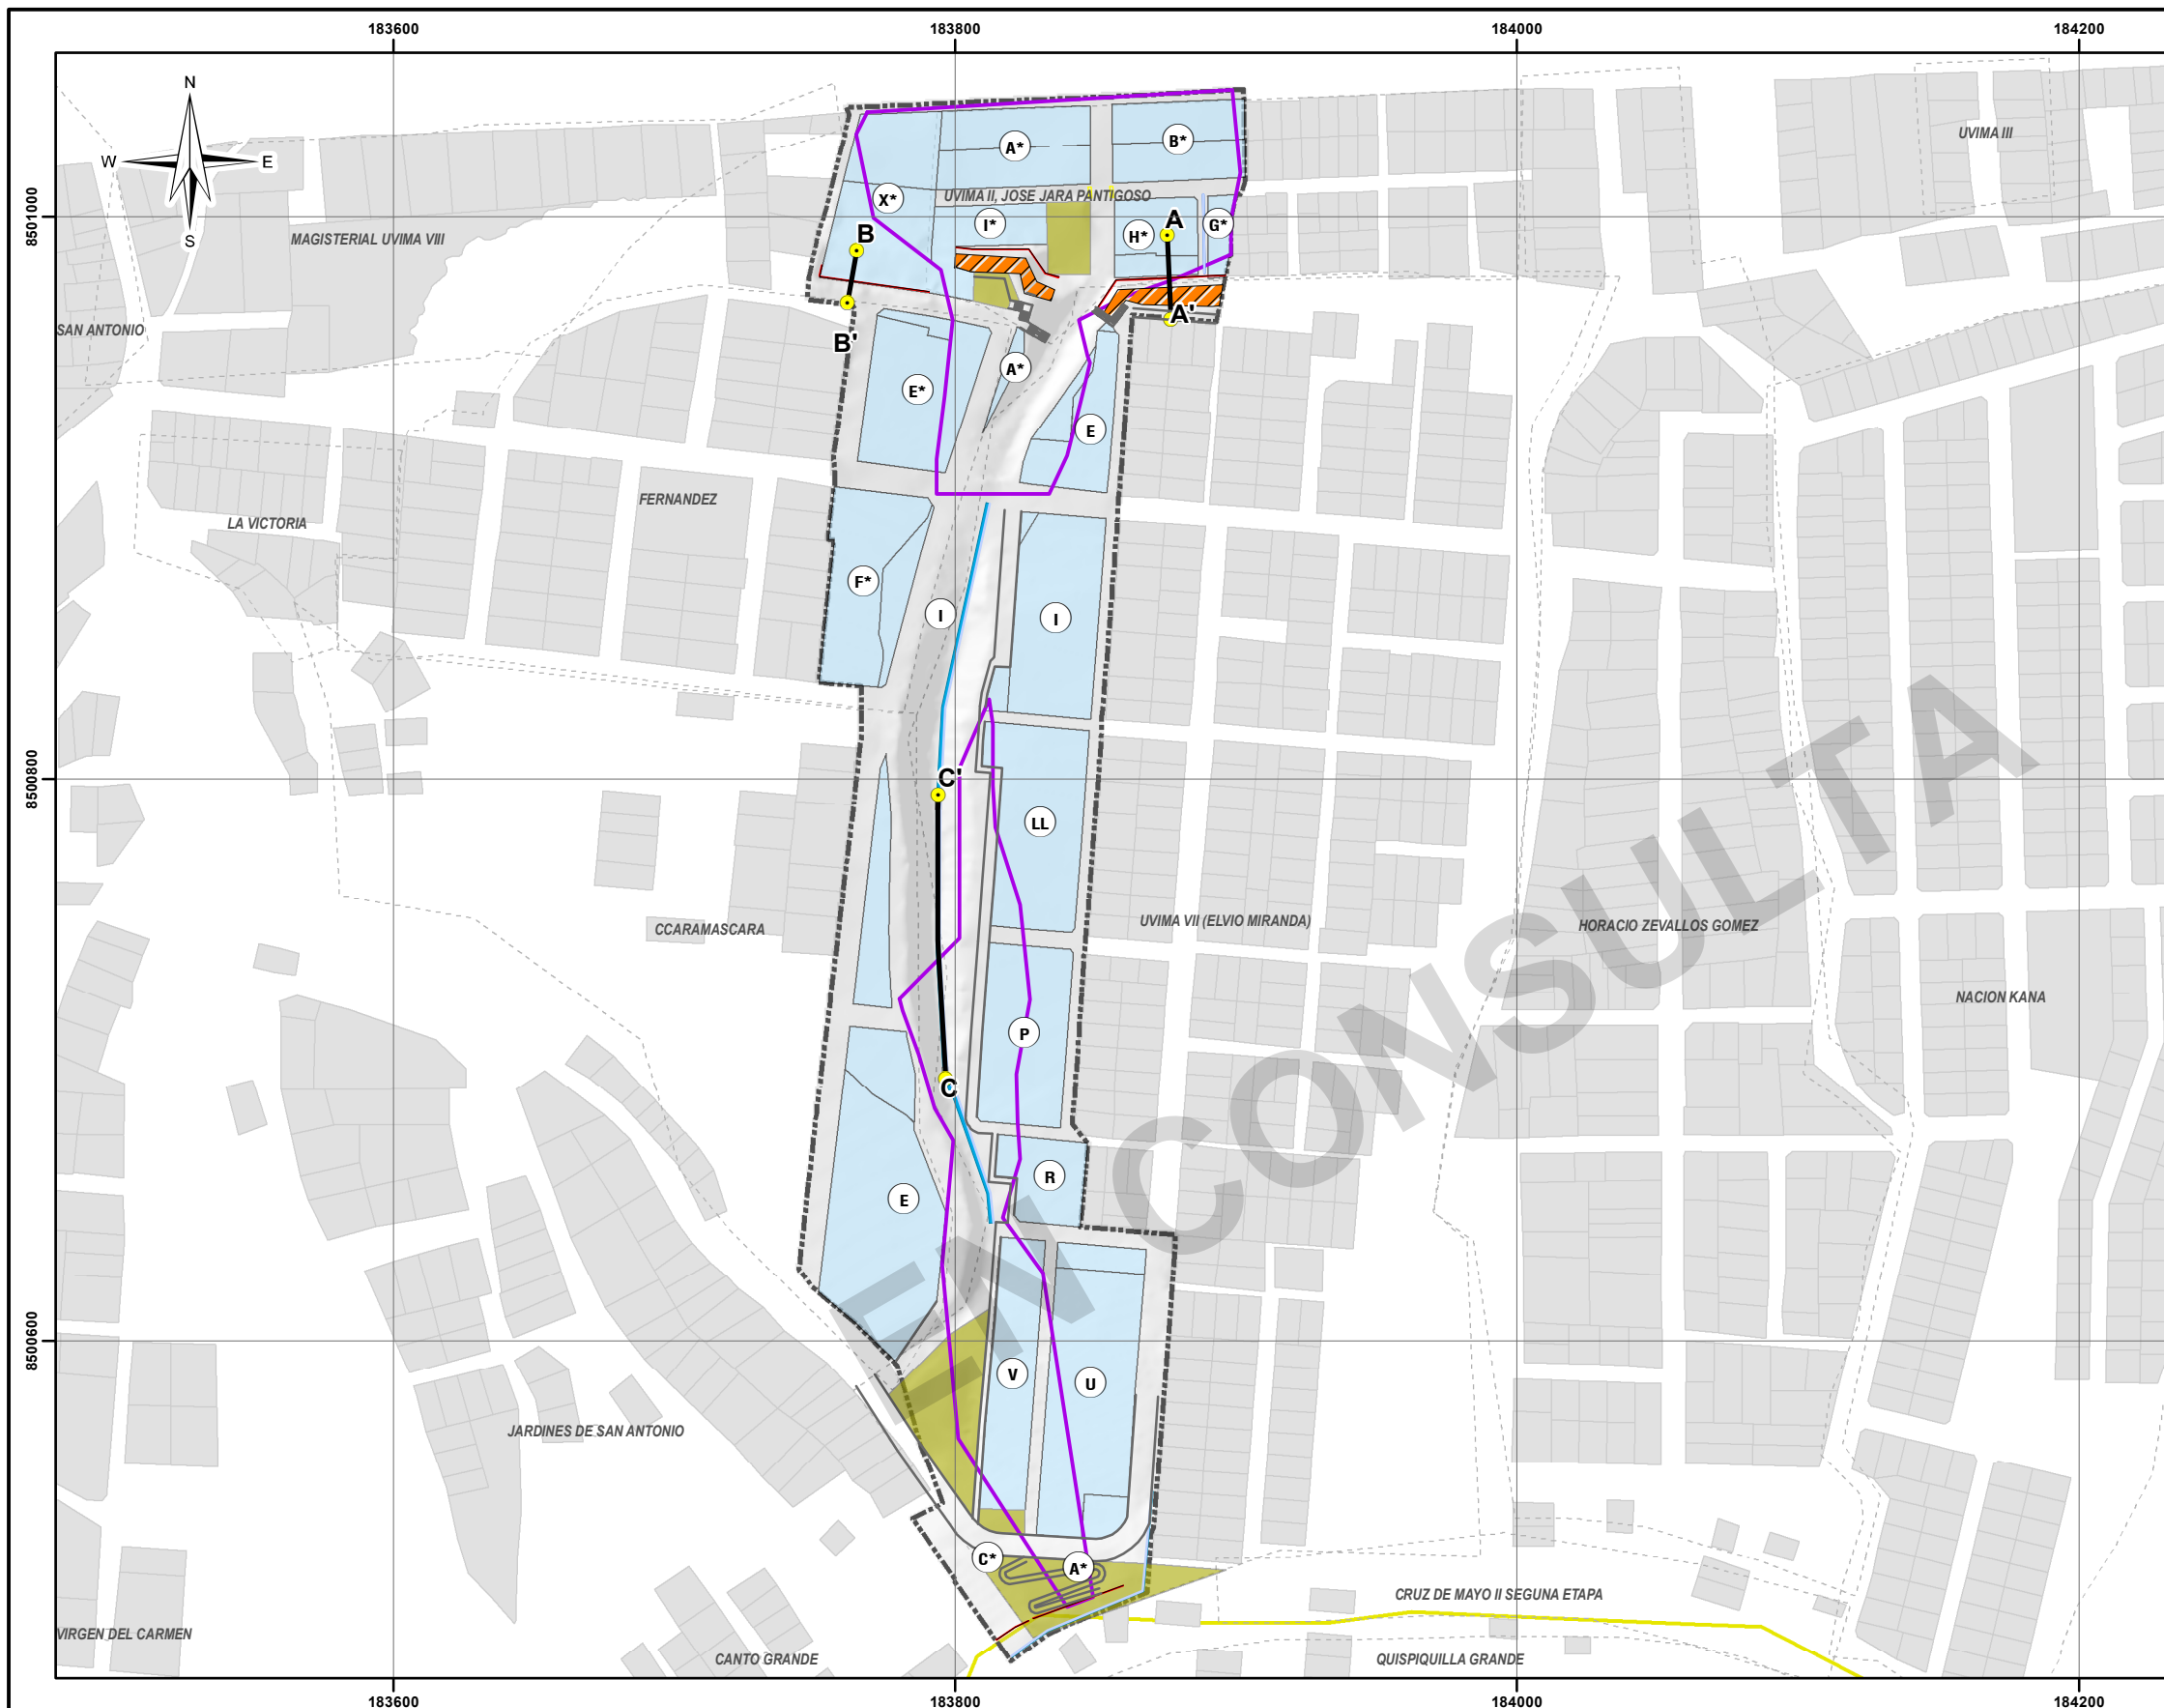 183600
183800
184000
184200
N
W
E
S
8501000
8500800
8500600
UVIMA III
A*
B*
UVIMA II, JOSE JARA PANTIGOSO
X*
I*
H*
A
G*
MAGISTERIAL UVIMA VIII
B
SAN ANTONIO
A'
B'
A*
E*
E
FERNANDEZ
LA VICTORIA
F*
I
I
C'
LL
CCARAMASCARA
UVIMA VII (ELVIO MIRANDA)
HORACIO ZEVALLOS GOMEZ
NACION KANA
P
C
R
E
EN CONSULTA
V
U
JARDINES DE SAN ANTONIO
C*
A*
CRUZ DE MAYO II SEGUNA ETAPA
VIRGEN DEL CARMEN
CANTO GRANDE
QUISPIQUILLA GRANDE
183600
183800
184000
184200